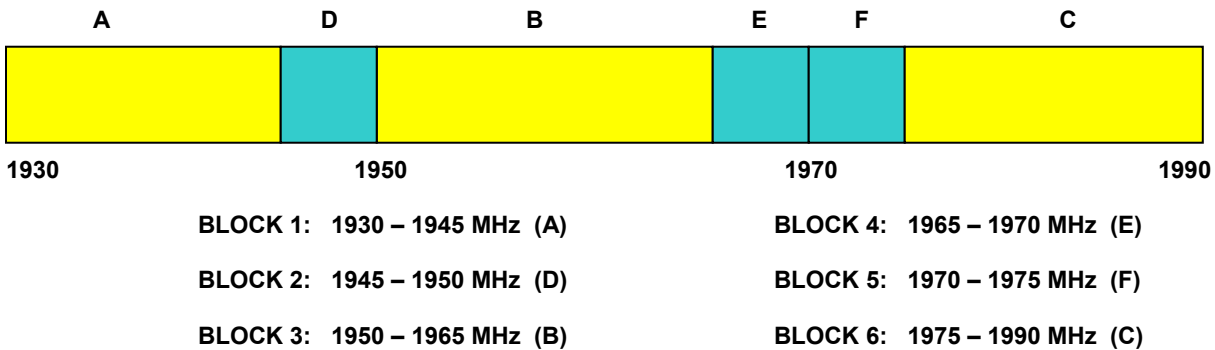 A D B E F C
1930 1950 1970 1990
BLOCK 1: 1930 – 1945 MHz (A) BLOCK 4: 1965 – 1970 MHz (E)
BLOCK 2: 1945 – 1950 MHz (D) BLOCK 5: 1970 – 1975 MHz (F)
BLOCK 3: 1950 – 1965 MHz (B) BLOCK 6: 1975 – 1990 MHz (C)